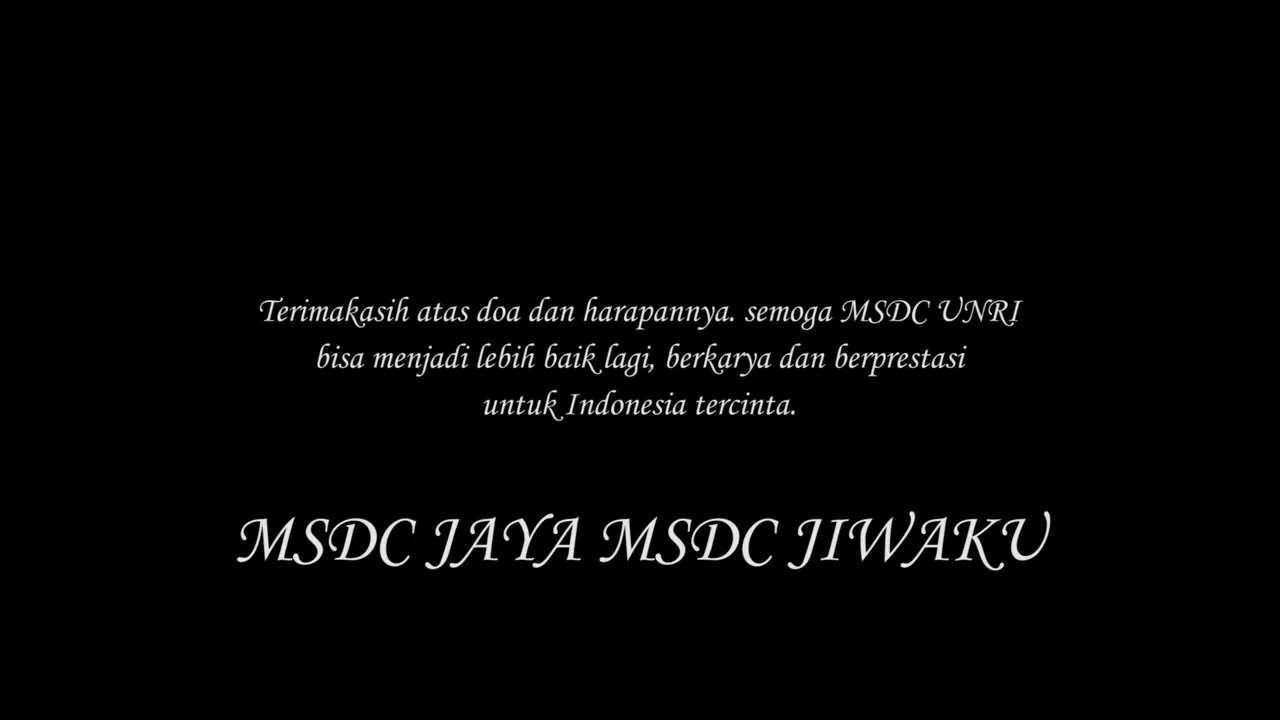 Terimakasih atas doa dan harapannya. semoga MSDC UNRI
bisa menjadi lebih baik lagi, berkarya dan berprestasi
untuk Indonesia tercinta.
MSDC JAYA MSDC JIWAKU